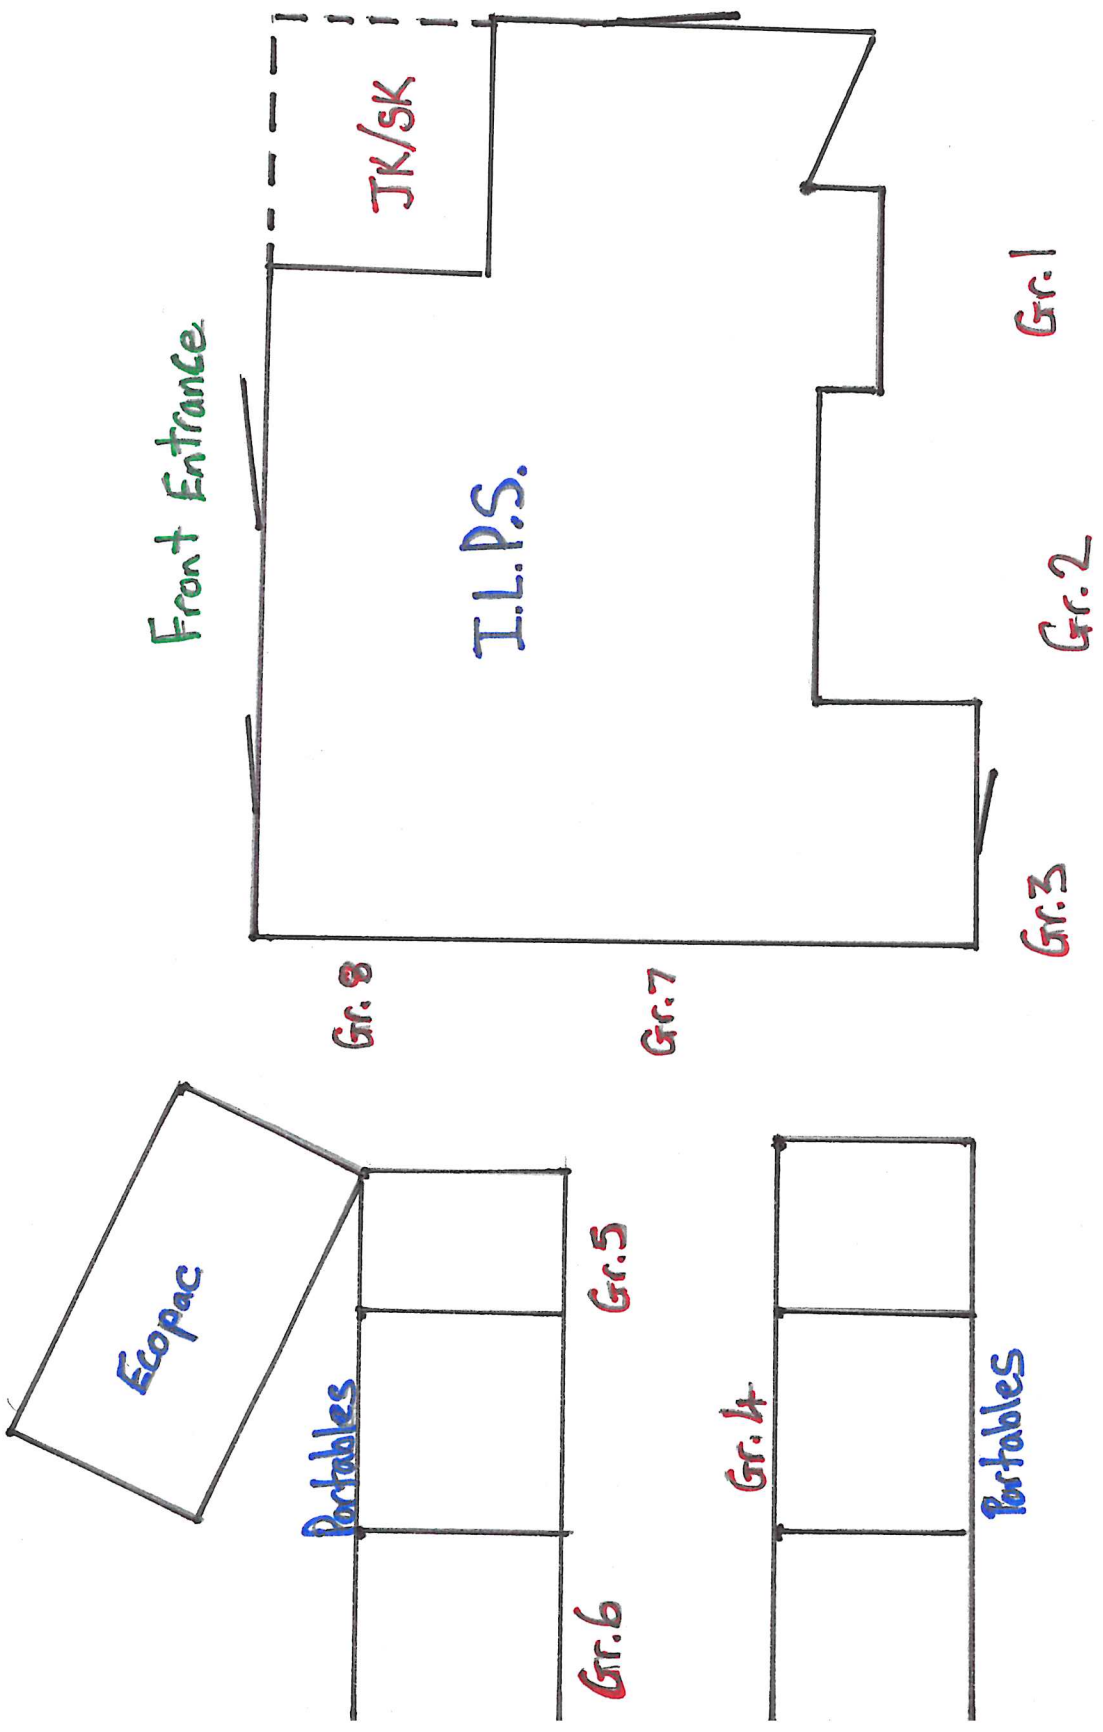 Front Entrance
Ecopac
Portables
Gr. 8
JK/SK
I.L.P.S.
Gr.6
Gr.5
Gr.7
Gr.4
Portables
Gr.3
Gr.2
Gr.1